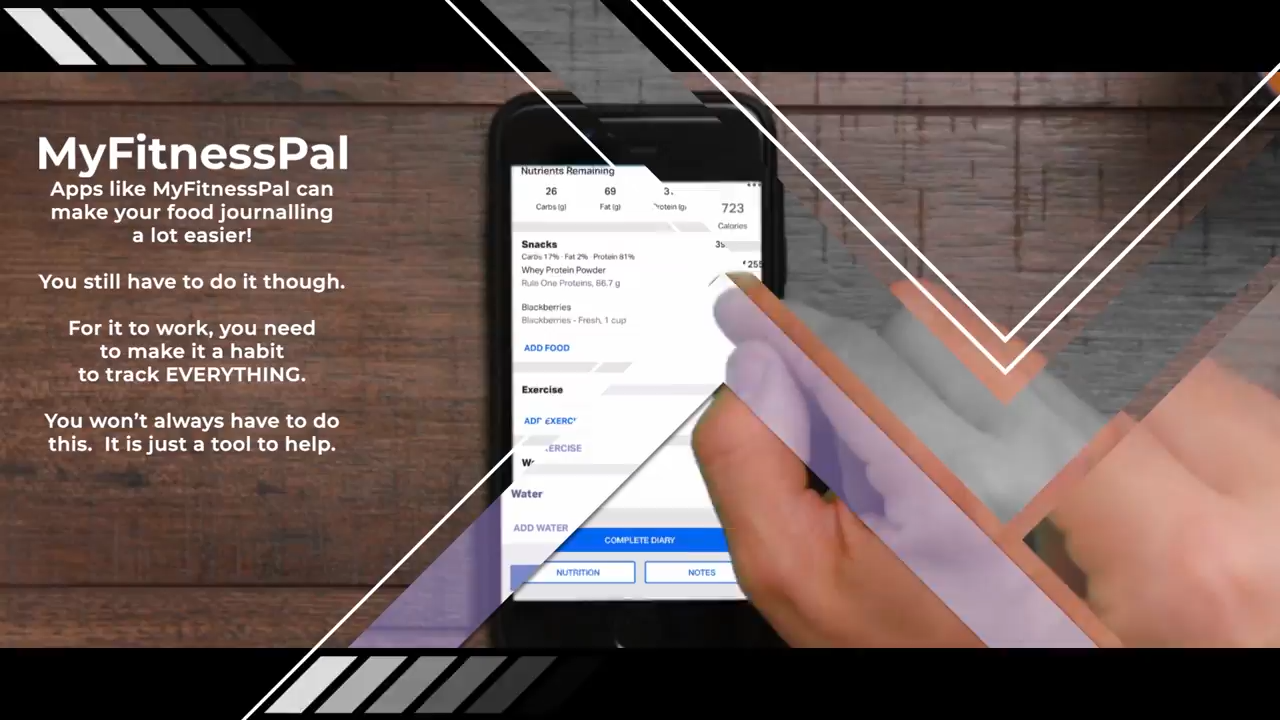 MyFitnessPal
Apps like MyFitnessPal can
make your food journalling
a lot easier!
You still have to do it though.
For it to work, you need
to make it a habit
to track EVERYTHING.
You won’t always have to do
this. It is just a tool to help.
Nutrients Remaining
26 69 3.
Carbs (g) Fat (g)
723
Calories
Snacks
Carbs 17% · Fat 2% · Protein 81%
Whey Protein Powder
Rule One Proteins, 86.7 g
Blackberries
Blackberries - Fresh, 1 cup
ADD FOOD
Exercise
Water
ADD WATER
COMPLETE DIARY
NUTRITION NOTES